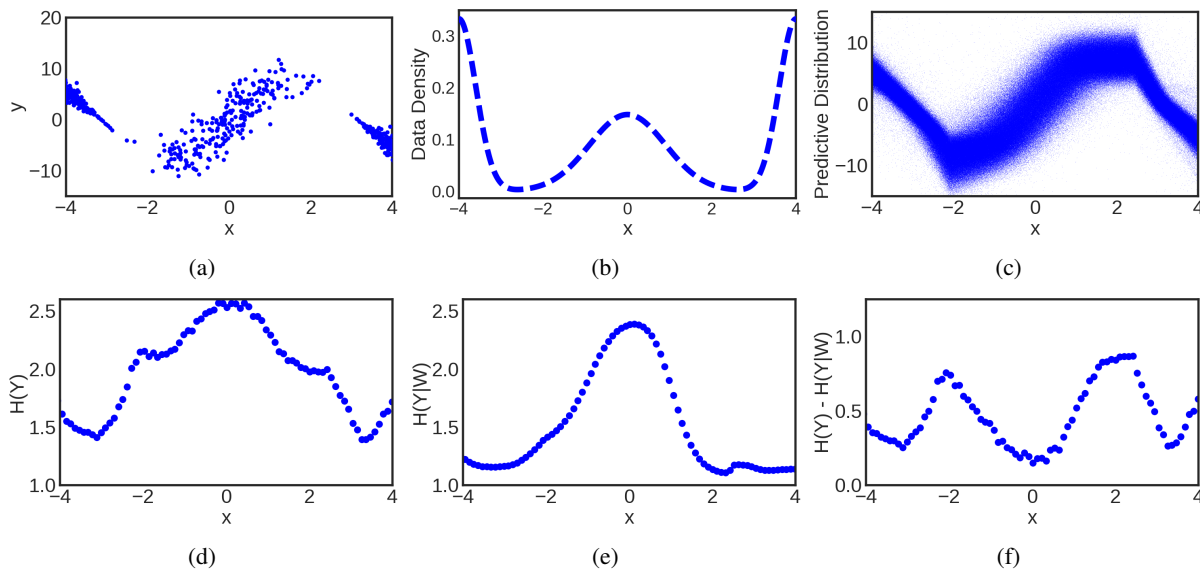 20
10
0
−10
y
−4
−2
0
2
4
x
(a)
0.3
0.2
0.1
0.0
Data Density
−4
−2
0
2
4
x
(b)
10
0
−10
Predictive Distribution
−4
−2
0
2
4
x
(c)
2.5
2.0
1.5
1.0
H(Y)
−4
−2
0
2
4
x
(d)
2.5
2.0
1.5
1.0
H(Y|W)
−4
−2
0
2
4
x
(e)
1.0
0.5
0.0
H(Y) - H(Y|W)
−4
−2
0
2
4
x
(f)